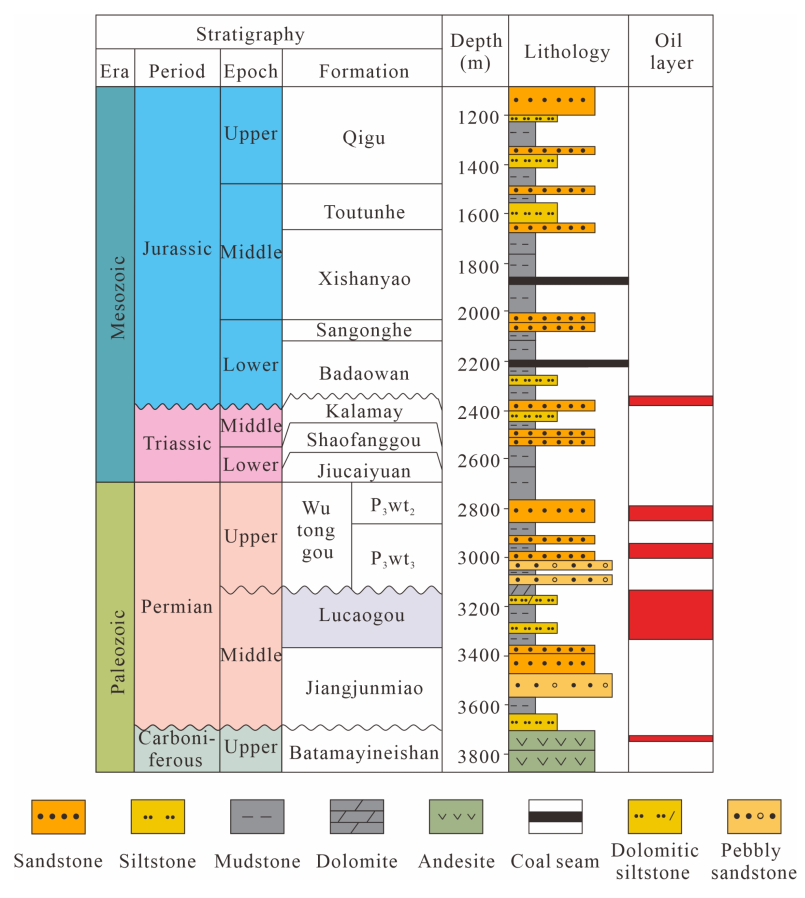 Stratigraphy
Depth
(m)
Lithology
Oil
layer
Era
Period
Epoch
Formation
Mesozoic
Jurassic
Upper
Qigu
Middle
Toutunhe
Xishanyao
Lower
Sangonghe
Badaowan
Triassic
Middle
Kalamay
Shaofanggou
Lower
Jiucaiyuan
Paleozoic
Permian
Upper
Wu
tong
gou
P₃wt₂
P₃wt₃
Middle
Lucaogou
Jiangjunmiao
Carboni-
ferous
Upper
Batamayineishan
1200
1400
1600
1800
2000
2200
2400
2600
2800
3000
3200
3400
3600
3800
Sandstone
Siltstone
Mudstone
Dolomite
Andesite
Coal seam
Dolomitic
siltstone
Pebbly
sandstone